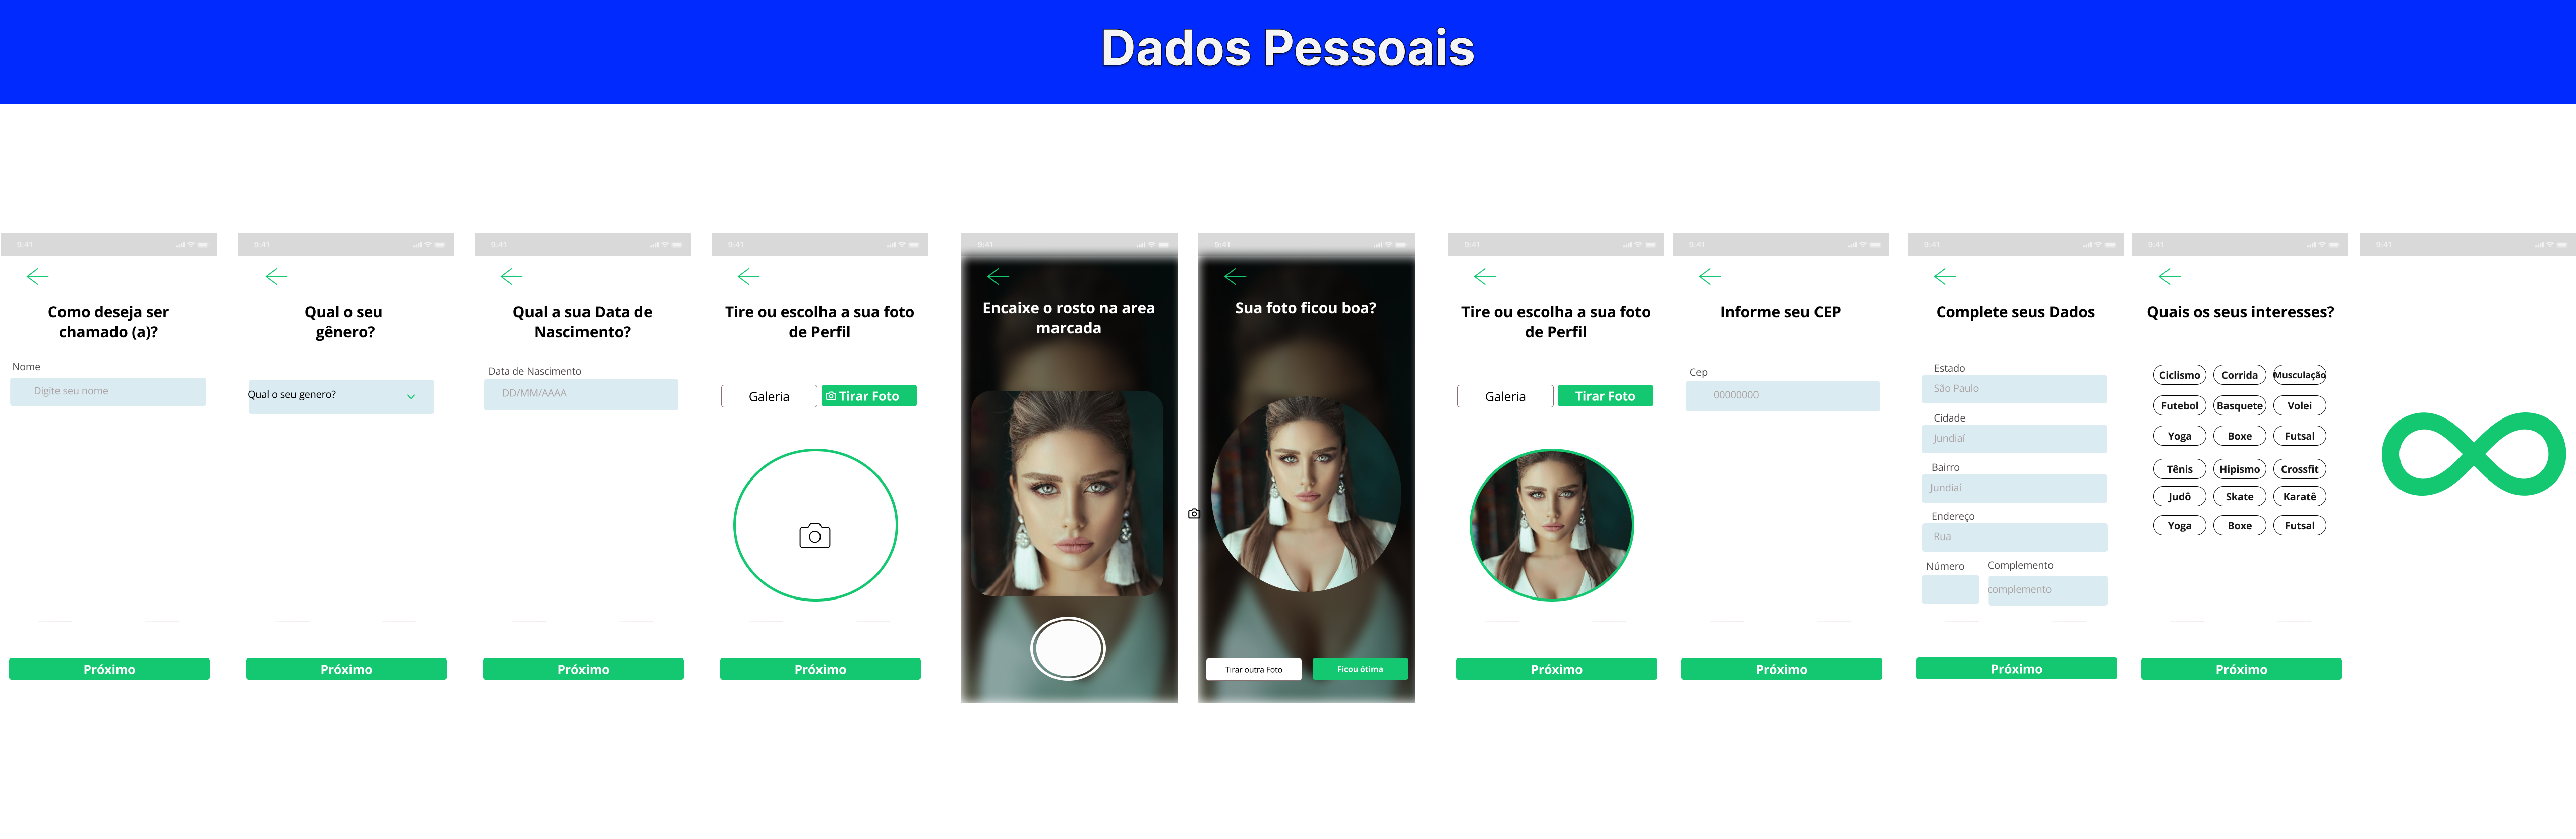 Dados Pessoais
9:41
Como deseja ser
chamado (a)?
Nome
Digite seu nome
Próximo
9:41
Qual o seu
gênero?
Qual o seu genero?
Próximo
9:41
Qual a sua Data de
Nascimento?
Data de Nascimento
DD/MM/AAAA
Próximo
9:41
Tire ou escolha a sua foto
de Perfil
Galeria
Tirar Foto
Próximo
9:41
Encaixe o rosto na area
marcada
9:41
Sua foto ficou boa?
Tirar outra Foto
Ficou ótima
9:41
Tire ou escolha a sua foto
de Perfil
Galeria
Tirar Foto
Próximo
9:41
Informe seu CEP
Cep
00000000
Próximo
9:41
Complete seus Dados
Estado
São Paulo
Cidade
Jundiaí
Bairro
Jundiaí
Endereço
Rua
Número
Complemento
complemento
Próximo
9:41
Quais os seus interesses?
Ciclismo Corrida Musculação
Futebol Basquete Volei
Yoga Boxe Futsal
Tênis Hipismo Crossfit
Judô Skate Karatê
Yoga Boxe Futsal
Próximo
9:41